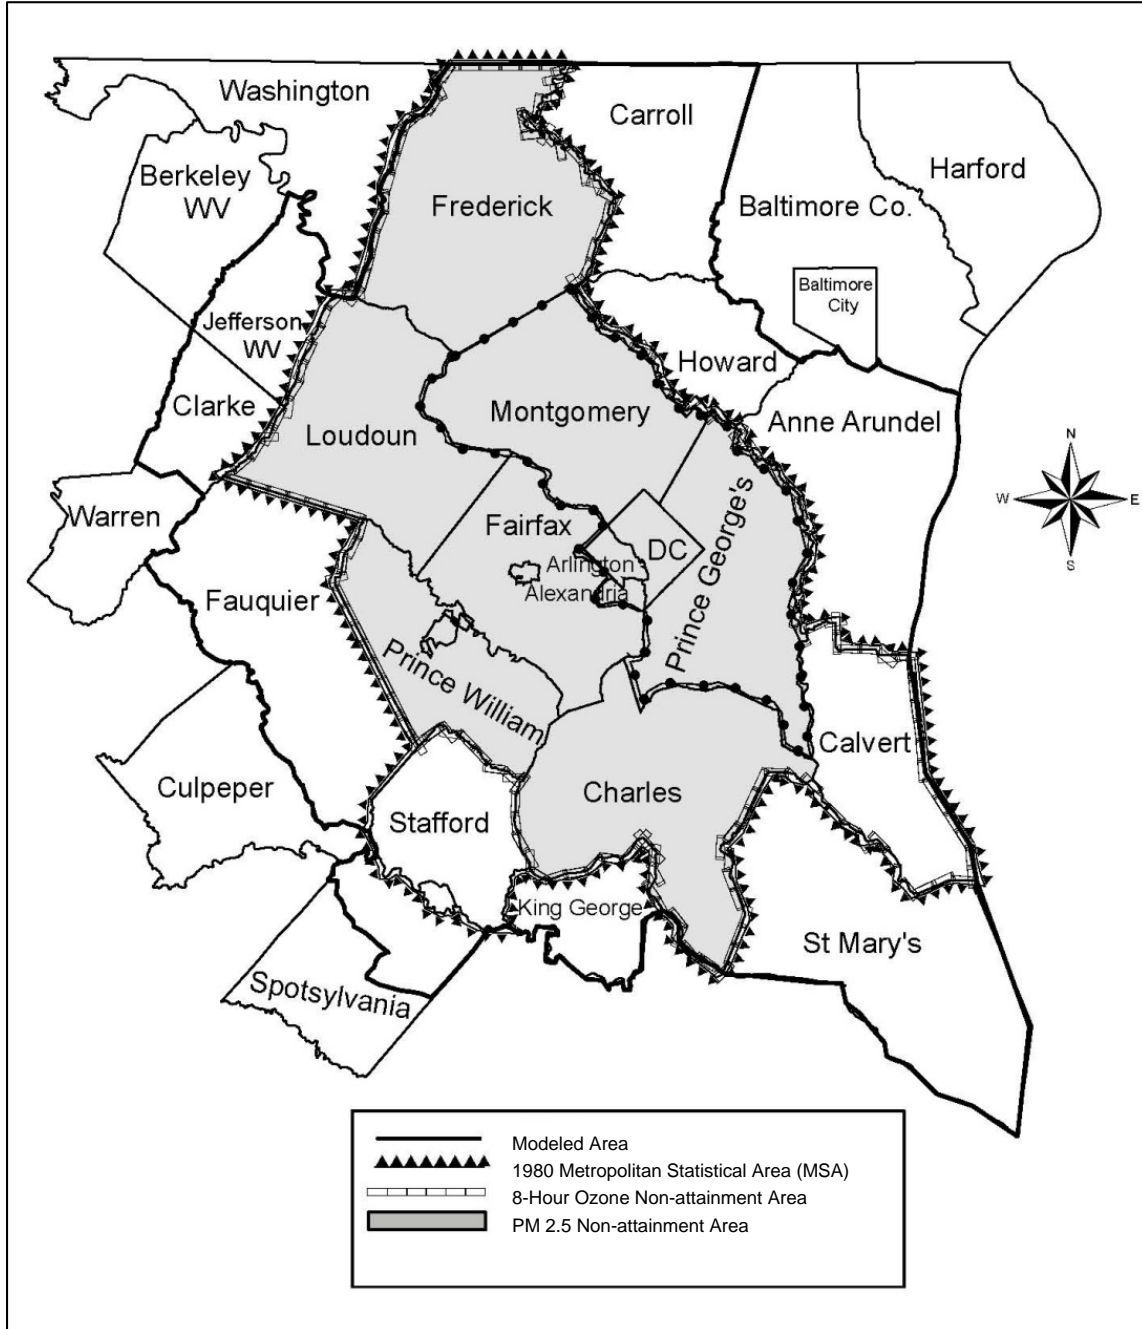 Washington
Carroll
Harford
Berkeley
WV
Frederick
Baltimore Co.
Baltimore
City
Jefferson
WV
Howard
Clarke
Montgomery
Anne Arundel
Loudoun
N
W
E
S
Warren
Fairfax
DC
Prince George's
Arlington
Alexandria
Fauquier
Prince William
Calvert
Culpeper
Charles
Stafford
King George
St Mary's
Spotsylvania
Modeled Area
1980 Metropolitan Statistical Area (MSA)
8-Hour Ozone Non-attainment Area
PM 2.5 Non-attainment Area